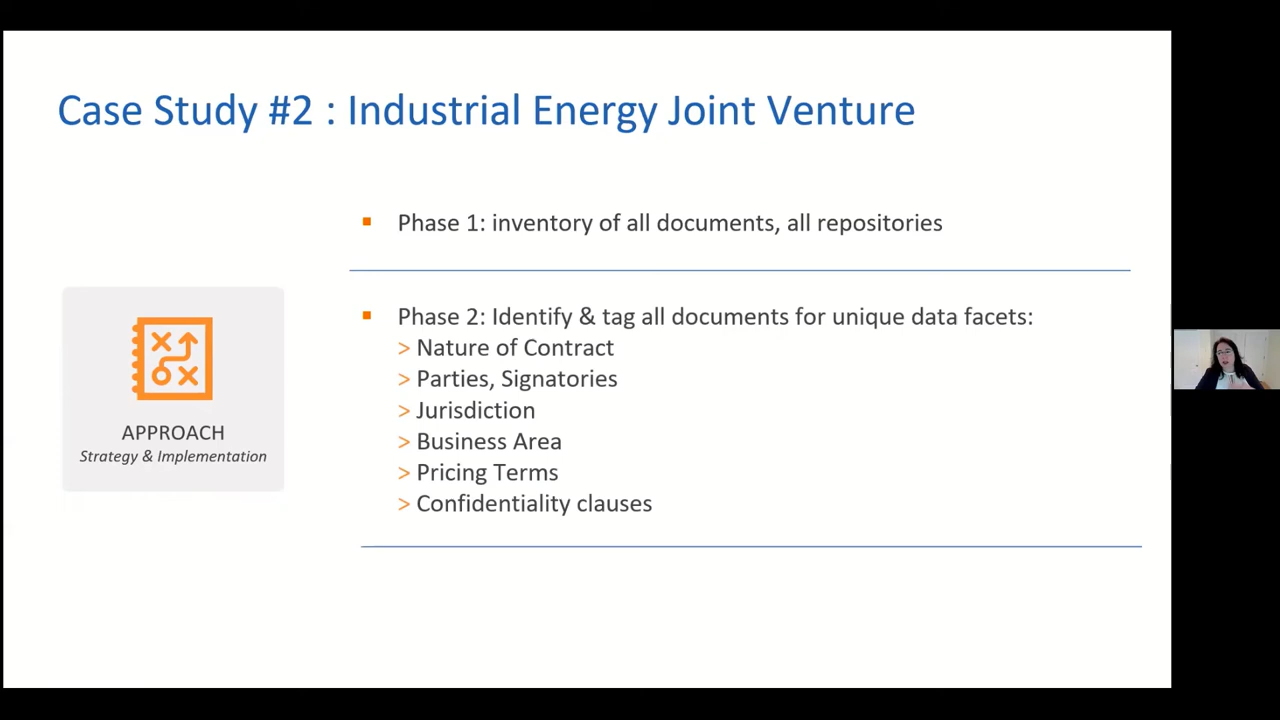 Case Study #2 : Industrial Energy Joint Venture
Phase 1: inventory of all documents, all repositories
Phase 2: Identify & tag all documents for unique data facets:
> Nature of Contract
> Parties, Signatories
> Jurisdiction
> Business Area
> Pricing Terms
> Confidentiality clauses
APPROACH
Strategy & Implementation